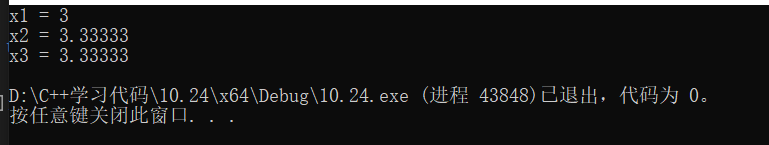 x1 = 3
x2 = 3.33333
x3 = 3.33333
D:\C++学习代码\10.24\x64\Debug\10.24.exe (进程 43848)已退出，代码为 0。
按任意键关闭此窗口. . .